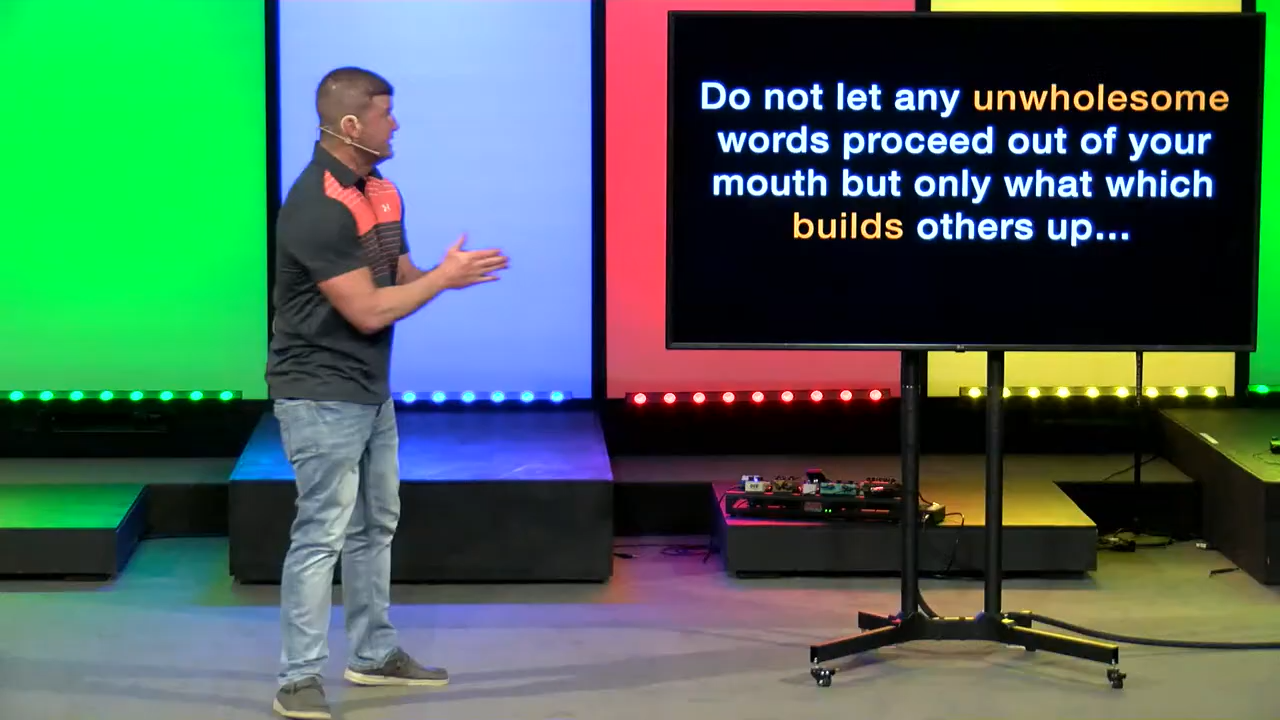 Do not let any unwholesome
words proceed out of your
mouth but only what which
builds others up...